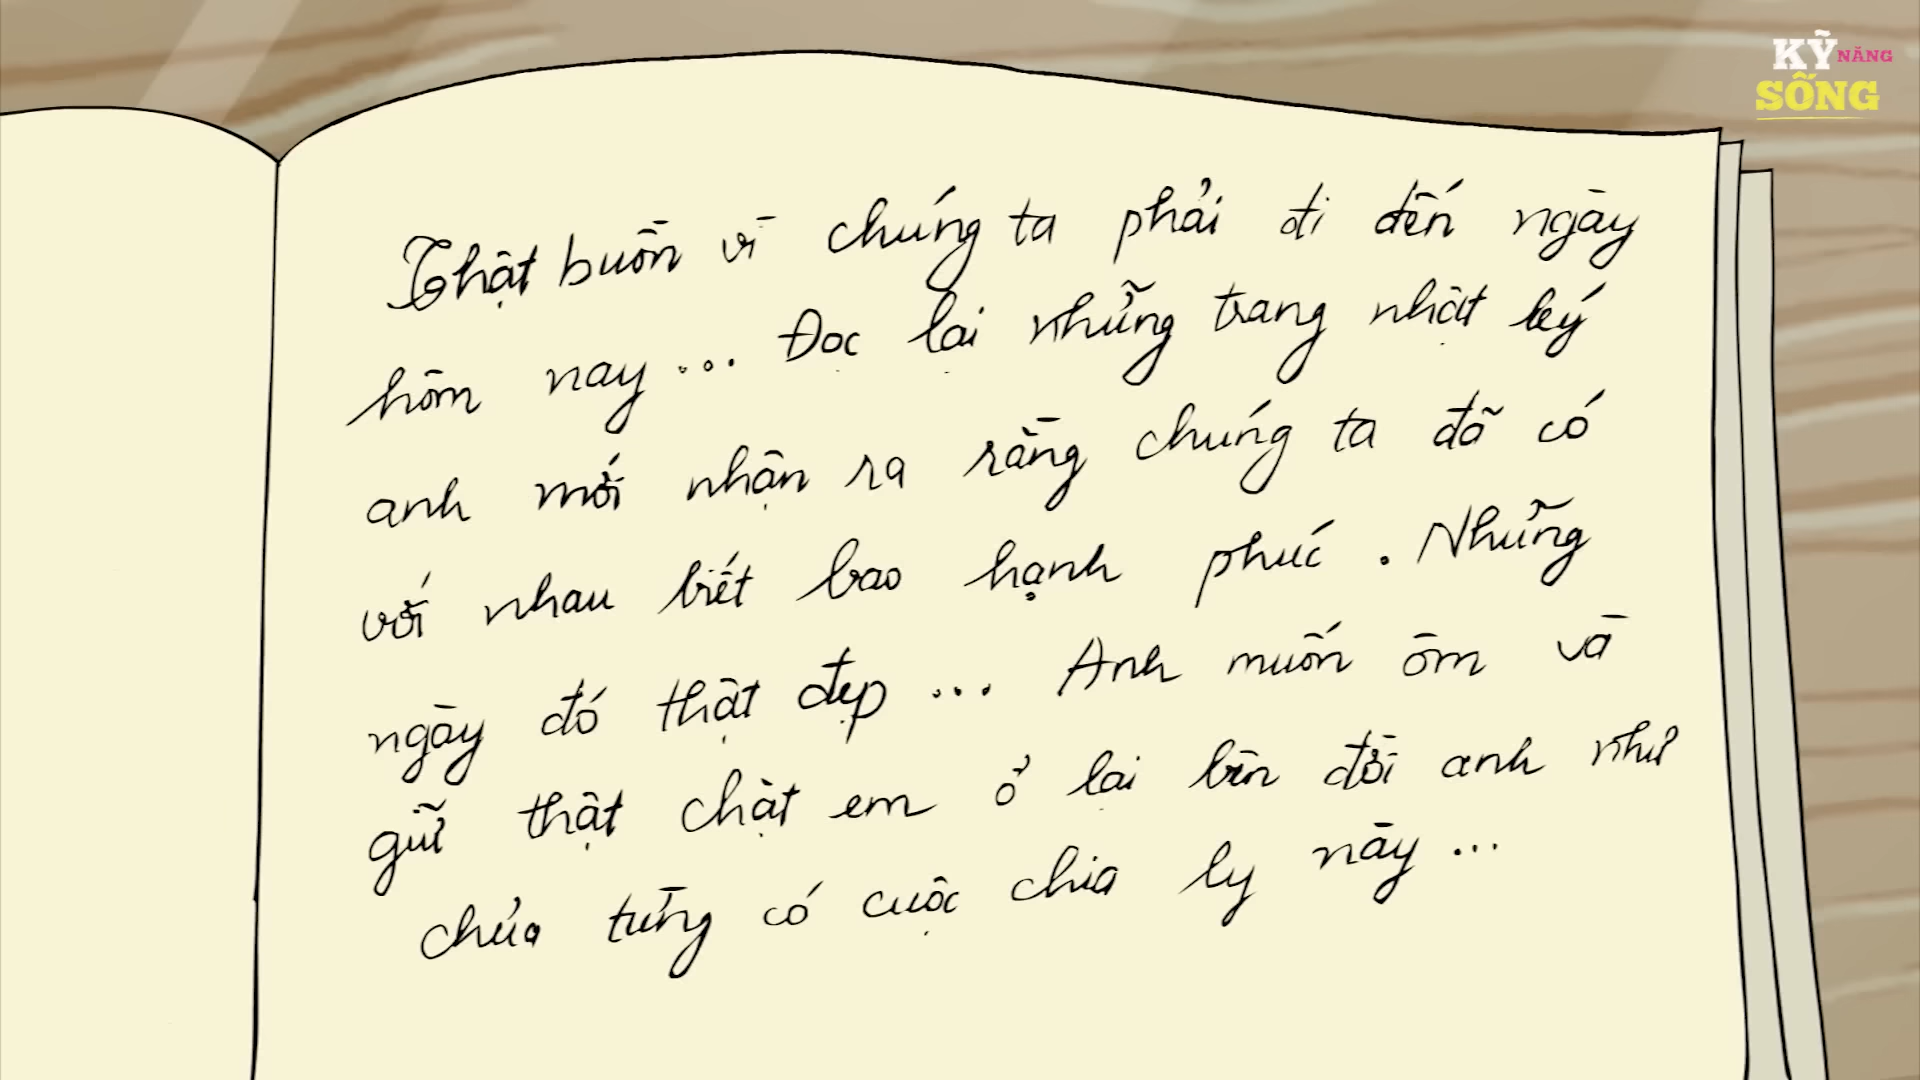 KỸ NĂNG
SỐNG
Thật buồn vì chúng ta phải đi đến ngày
hôm nay... Đọc lại những trang nhật ký
anh mới nhận ra rằng chúng ta đã có
với nhau biết bao hạnh phúc. Những
ngày đó thật đẹp... Anh muốn ôm và
giữ thật chặt em ở lại bên đời anh như
chưa từng có cuộc chia ly này...